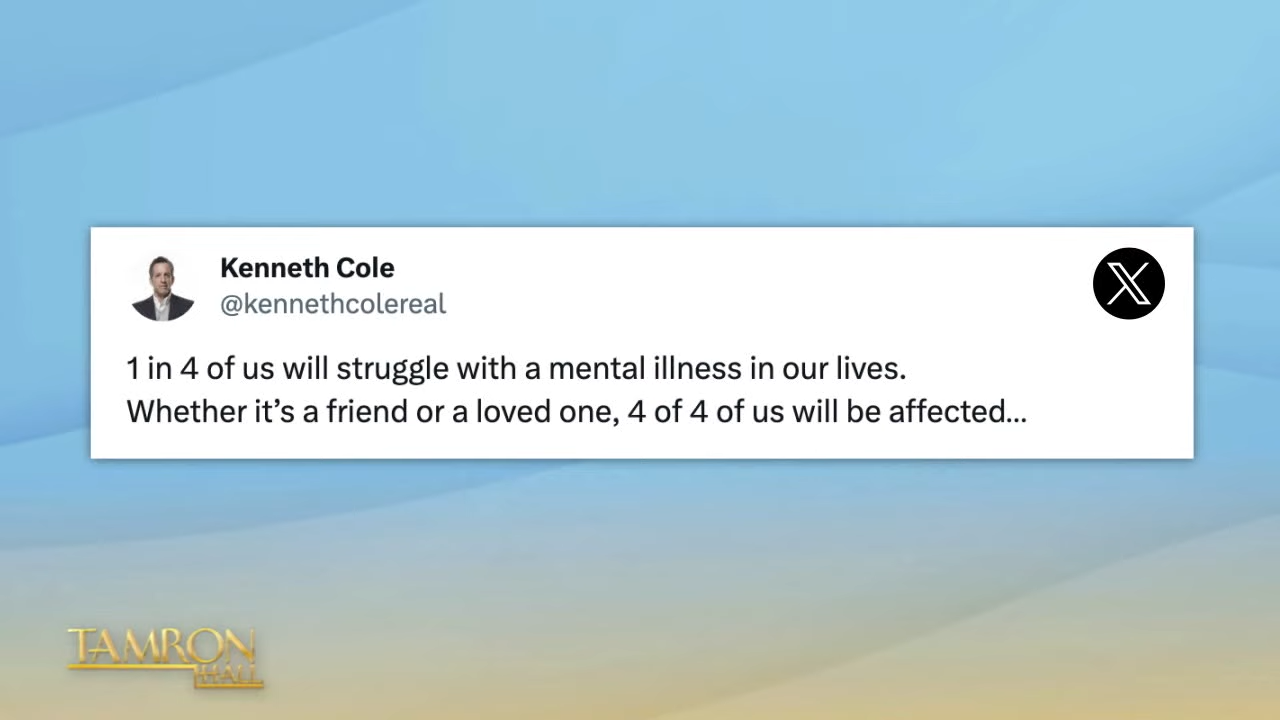 Kenneth Cole
@kennethcolereal
X
1 in 4 of us will struggle with a mental illness in our lives.
Whether it’s a friend or a loved one, 4 of 4 of us will be affected...
TAMRON
HALL